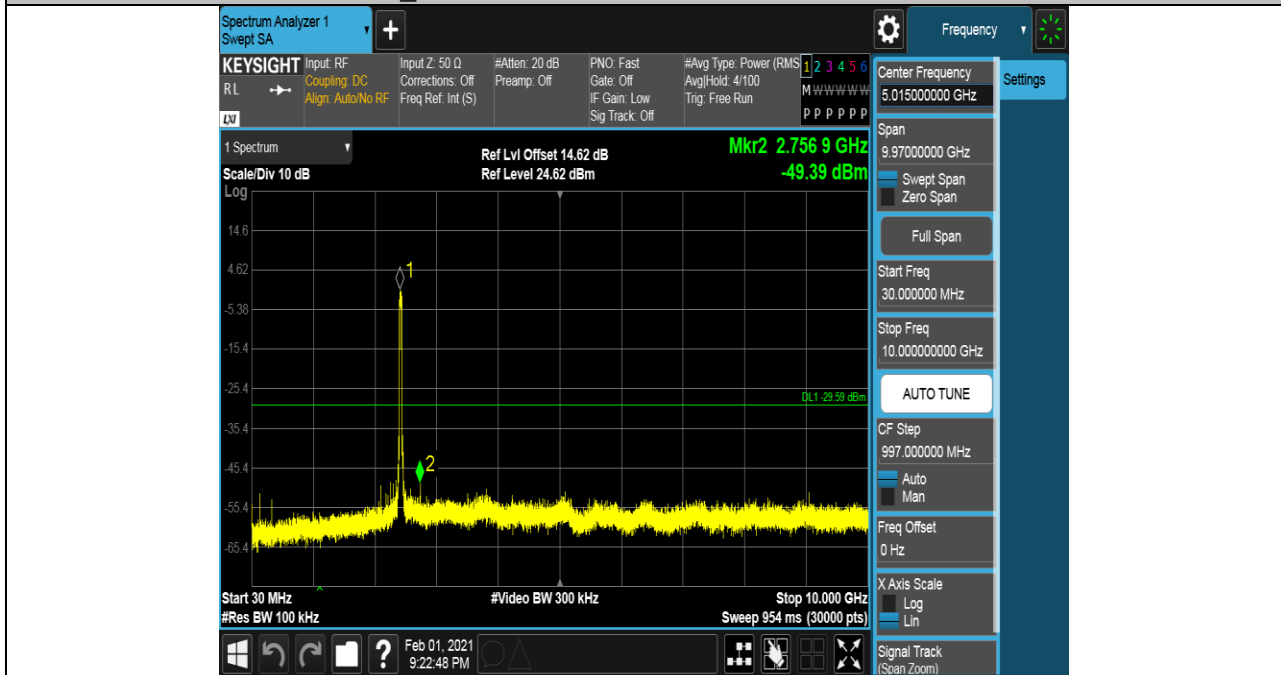 Spectrum Analyzer 1
Swept SA
+
Frequency
KEYSIGHT
RL
LXI
Input: RF
Coupling: DC
Align: Auto/No RF
Input Z: 50 Ω
Corrections: Off
Freq Ref: Int (S)
#Atten: 20 dB
Preamp: Off
PNO: Fast
Gate: Off
IF Gain: Low
Sig Track: Off
#Avg Type: Power (RMS
Avg|Hold: 4/100
Trig: Free Run
1 2 3 4 5 6
M W W W W W
P P P P P P
1 Spectrum
Scale/Div 10 dB
Log
Ref Lvl Offset 14.62 dB
Ref Level 24.62 dBm
Mkr2 2.756 9 GHz
-49.39 dBm
14.6
4.62
-5.38
-15.4
-25.4
-35.4
-45.4
-55.4
-65.4
1
2
DL1 -29.59 dBm
Start 30 MHz
#Res BW 100 kHz
#Video BW 300 kHz
Stop 10.000 GHz
Sweep 954 ms (30000 pts)
?
Feb 01, 2021
9:22:48 PM
Center Frequency
5.015000000 GHz
Span
9.97000000 GHz
Swept Span
Zero Span
Full Span
Start Freq
30.000000 MHz
Stop Freq
10.000000000 GHz
AUTO TUNE
CF Step
997.000000 MHz
Auto
Man
Freq Offset
0 Hz
X Axis Scale
Log
Lin
Signal Track
(Span Zoom)
Settings